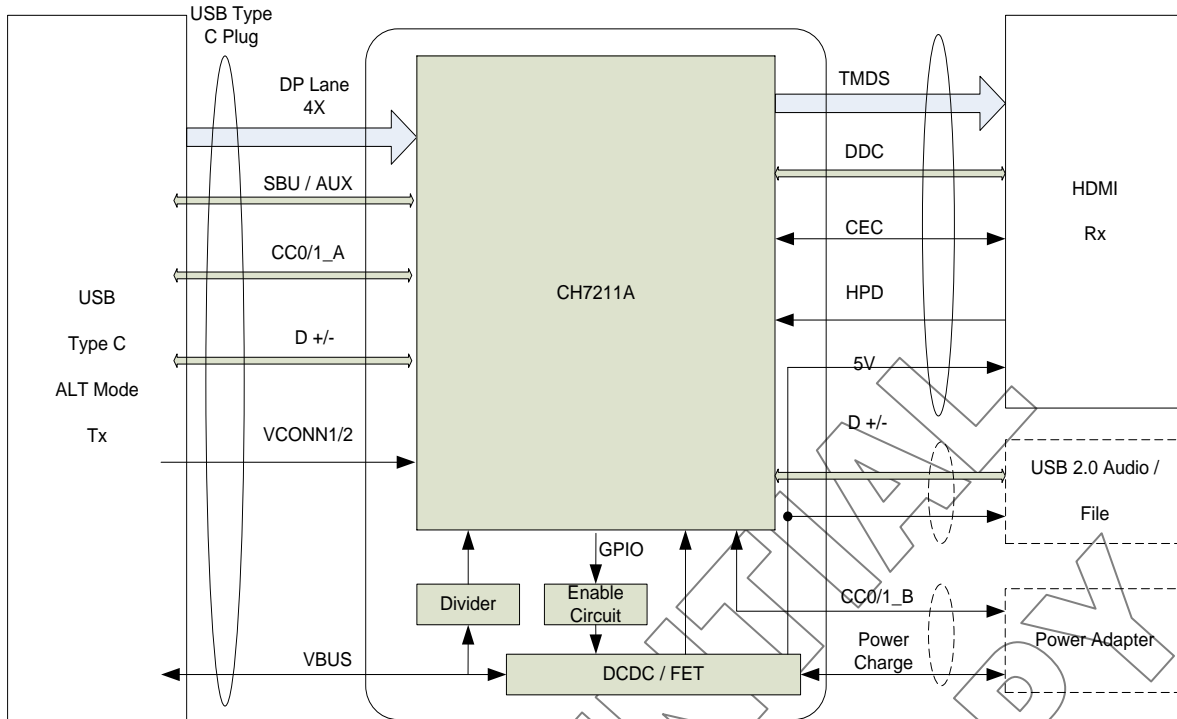 USB Type
C Plug
DP Lane
4X
SBU / AUX
CC0/1_A
D +/-
VCONN1/2
VBUS
USB
Type C
ALT Mode
Tx
CH7211A
GPIO
Divider
Enable
Circuit
DCDC / FET
TMDS
DDC
CEC
HPD
5V
D +/-
CC0/1_B
Power
Charge
HDMI
Rx
USB 2.0 Audio /
File
Power Adapter